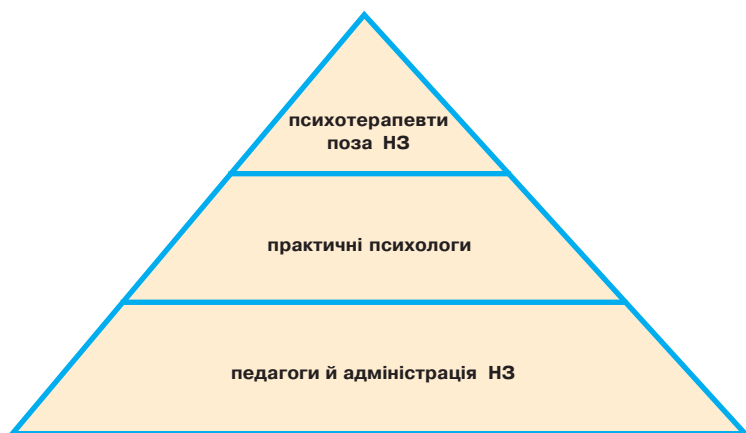 психотерапевти
поза НЗ
практичні психологи
педагоги й адміністрація НЗ